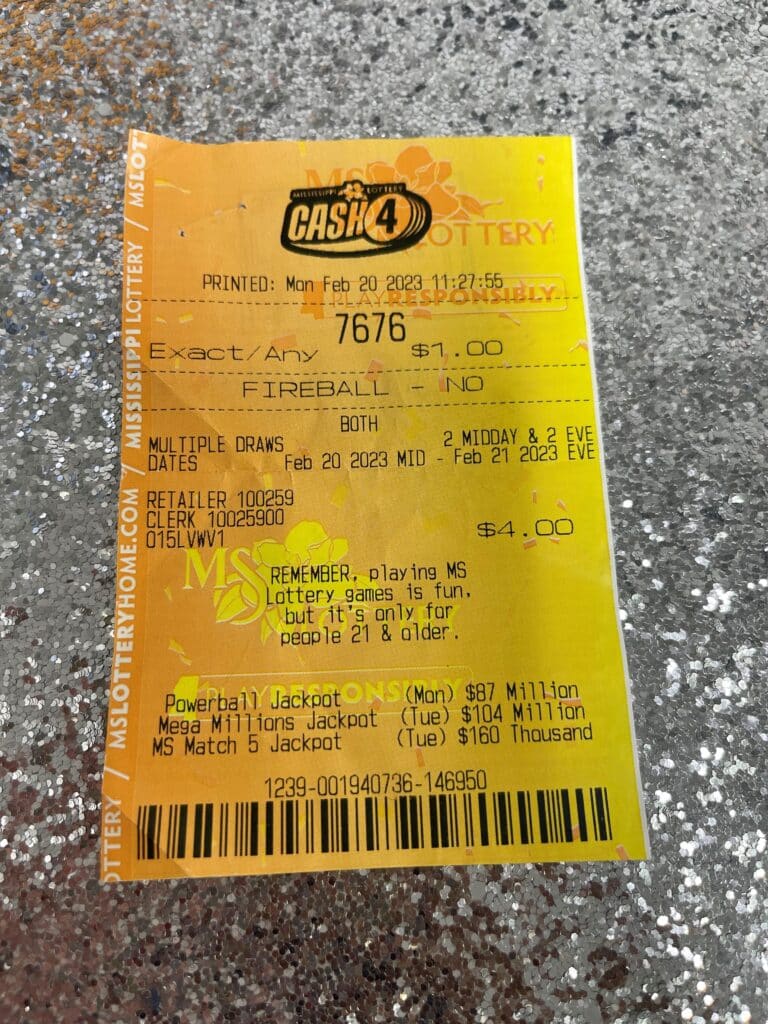 MISSISSIPPI LOTTERY
CASH 4
MS LOTTERY
PRINTED: Mon Feb 20 2023 11:27:55
PLAY RESPONSIBLY
7676
Exact/Any $1.00
FIREBALL - NO
BOTH
MULTIPLE DRAWS 2 MIDDAY & 2 EVE
DATES Feb 20 2023 MID - Feb 21 2023 EVE
RETAILER 100259
CLERK 10025900
015LVWV1
$4.00
MS LOTTERY
REMEMBER, playing MS
Lottery games is fun,
but it's only for
people 21 & older.
PLAY RESPONSIBLY
Powerball Jackpot (Mon) $87 Million
Mega Millions Jackpot (Tue) $104 Million
MS Match 5 Jackpot (Tue) $160 Thousand
1239-001940736-146950
OTTERY / MSLOTTERYHOME.COM / MISSISSIPPI LOTTERY / MSLOT